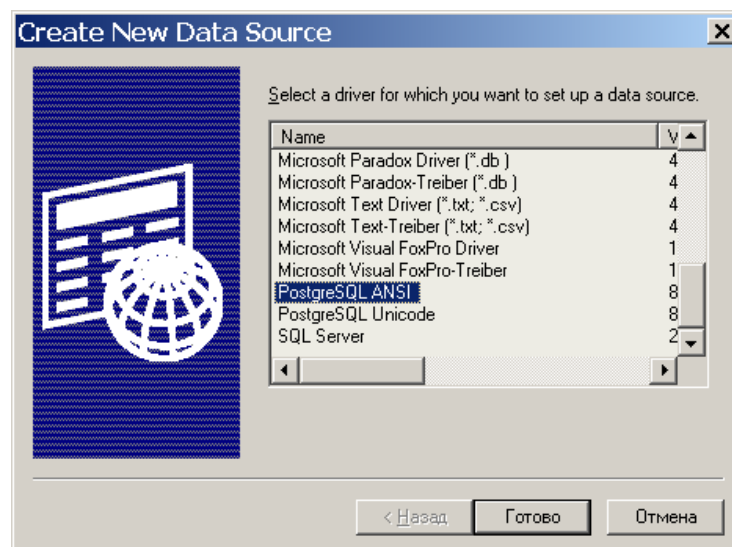 Create New Data Source
Select a driver for which you want to set up a data source.
Name V
Microsoft Paradox Driver (*.db ) 4
Microsoft Paradox-Treiber (*.db ) 4
Microsoft Text Driver (*.txt; *.csv) 4
Microsoft Text-Treiber (*.txt; *.csv) 4
Microsoft Visual FoxPro Driver 1
Microsoft Visual FoxPro-Treiber 1
PostgreSQL ANSI 8
PostgreSQL Unicode 8
SQL Server 2
< Назад Готово Отмена